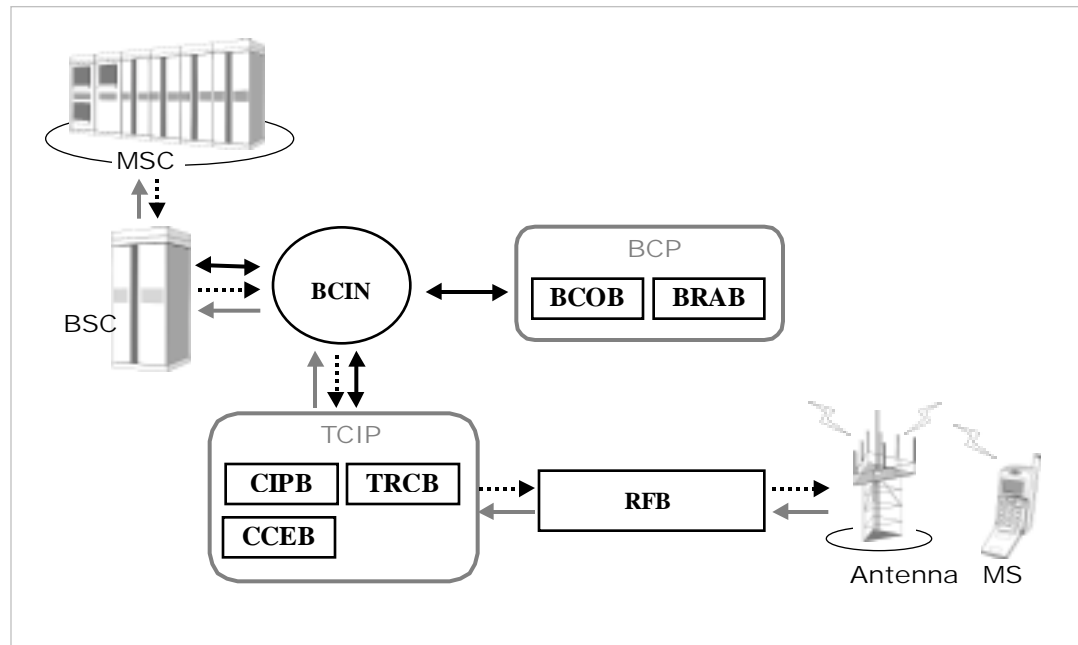 MSC
BCP
BCIN
BCOB BRAB
BSC
TCIP
CIPB TRCB
RFB
CCEB
Antenna MS